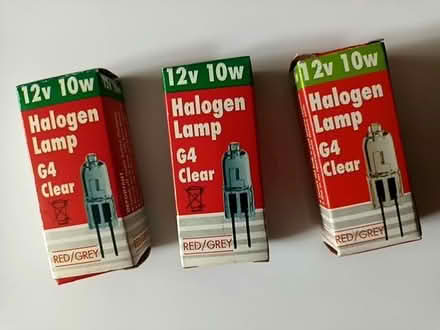 12v 10w
Halogen
Lamp
G4
Clear
RED/GREY
12v 10w
Halogen
Lamp
G4
Clear
RED/GREY
12v 10w
Halogen
Lamp
G4
Clear
RED/GREY